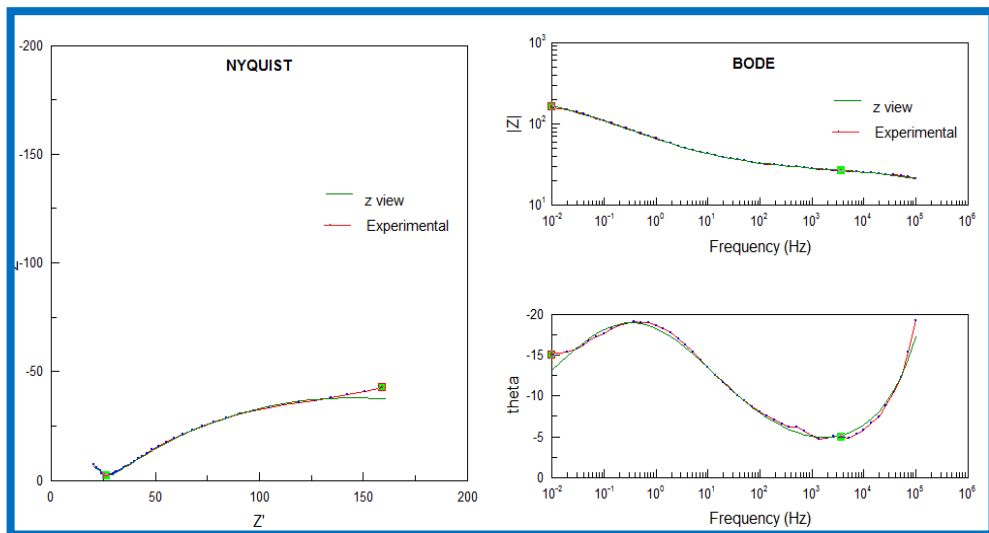 NYQUIST
-200
-150
-100
-50
0
z view
Experimental
0
50
100
150
200
Z'
BODE
10³
10²
10¹
|Z|
z view
Experimental
10⁻² 10⁻¹ 10⁰ 10¹ 10² 10³ 10⁴ 10⁵ 10⁶
Frequency (Hz)
-20
-15
-10
-5
0
theta
10⁻² 10⁻¹ 10⁰ 10¹ 10² 10³ 10⁴ 10⁵ 10⁶
Frequency (Hz)